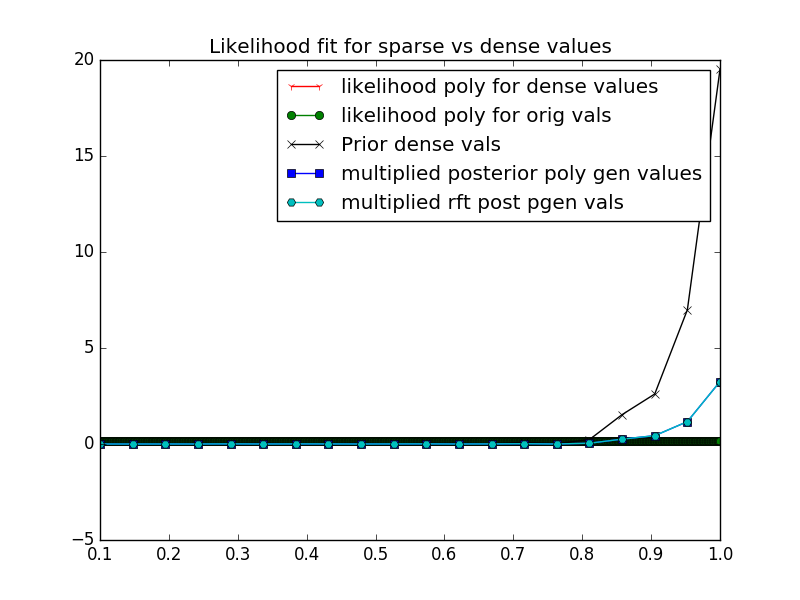 Likelihood fit for sparse vs dense values
20
15
10
5
0
−5
likelihood poly for dense values
likelihood poly for orig vals
Prior dense vals
multiplied posterior poly gen values
multiplied rft post pgen vals
0.1 0.2 0.3 0.4 0.5 0.6 0.7 0.8 0.9 1.0